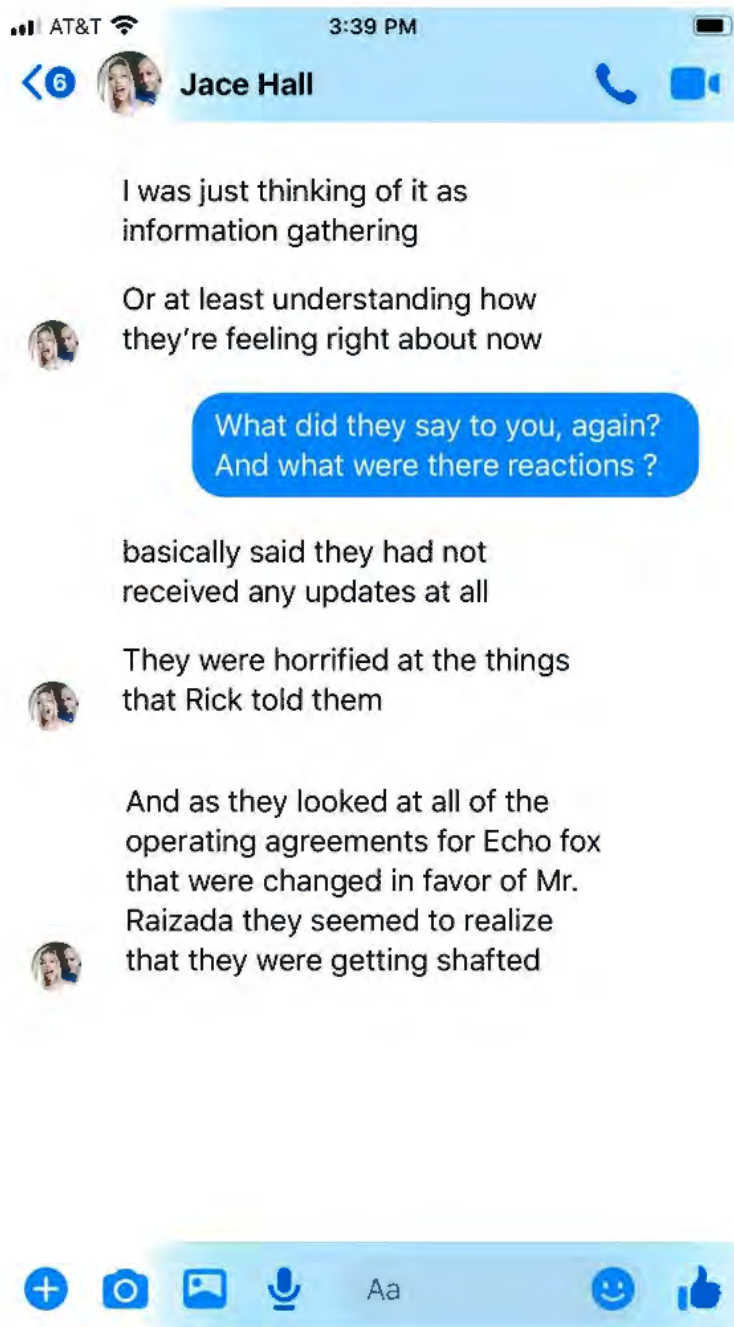 AT&T 3:39 PM
6 Jace Hall
I was just thinking of it as
information gathering
Or at least understanding how
they're feeling right about now
What did they say to you, again?
And what were there reactions ?
basically said they had not
received any updates at all
They were horrified at the things
that Rick told them
And as they looked at all of the
operating agreements for Echo fox
that were changed in favor of Mr.
Raizada they seemed to realize
that they were getting shafted
Aa